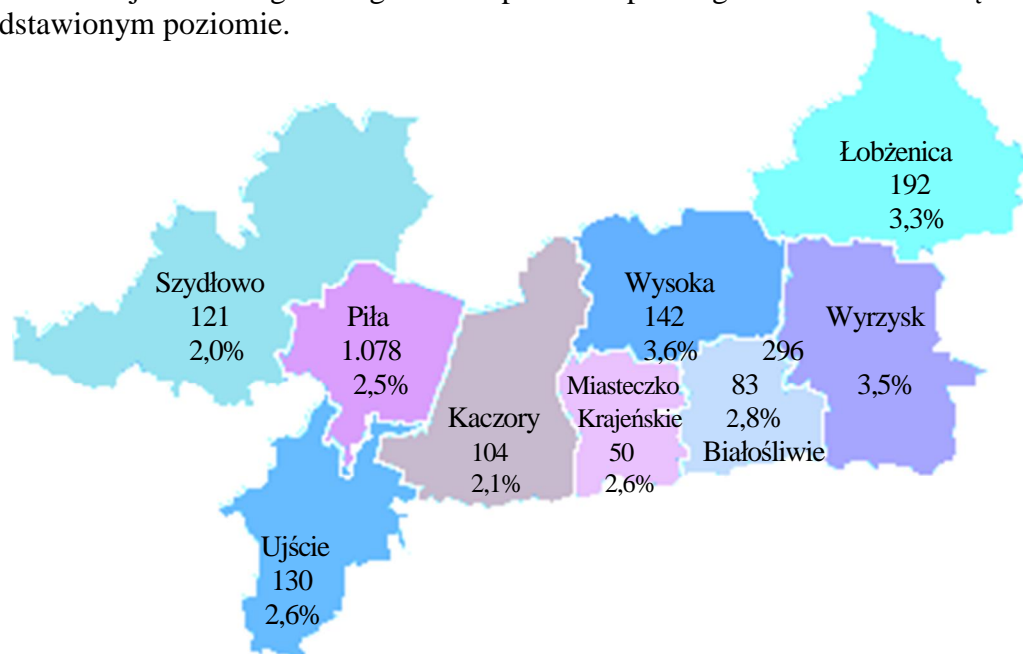 dstawionym poziomie.
Łobżenica
192
3,3%
Szydłowo
121
2,0%
Piła
1.078
2,5%
Wysoka
142
3,6%
Wyrzysk
296
3,5%
Kaczory
104
2,1%
Miasteczko
Krajeńskie
50
2,6%
83
2,8%
Białośliwie
Ujście
130
2,6%